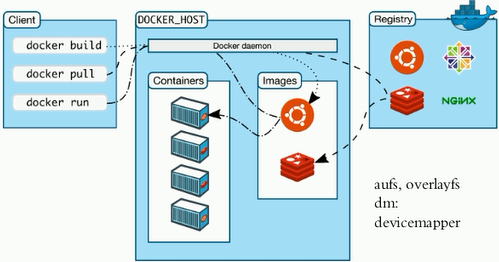 Client
docker build
docker pull
docker run
DOCKER_HOST
Docker daemon
Containers
Images
Registry
NGINX
aufs, overlayfs
dm:
devicemapper